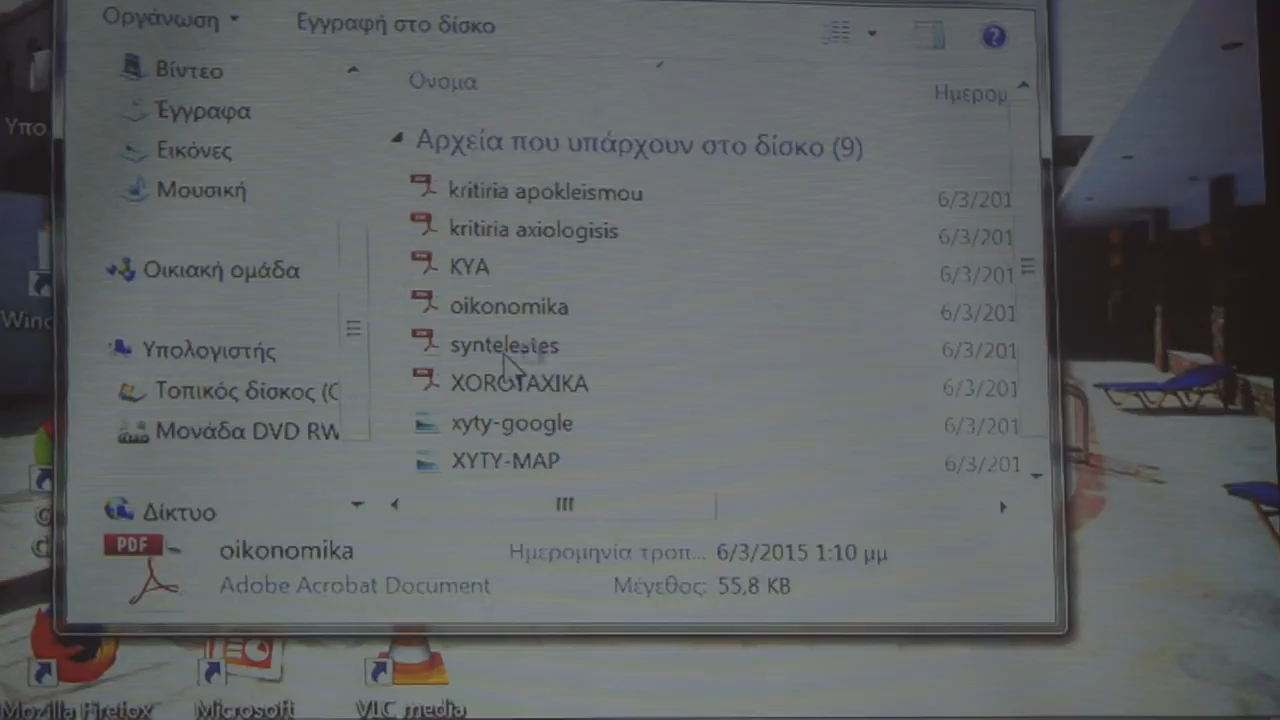 Οργάνωση Εγγραφή στο δίσκο
Βίντεο
Έγγραφα
Εικόνες
Μουσική
Οικιακή ομάδα
Υπολογιστής
Τοπικός δίσκος (C
Μονάδα DVD RW
Δίκτυο
Όνομα Ημερομ
Αρχεία που υπάρχουν στο δίσκο (9)
kritiria apokleismou 6/3/201
kritiria axiologisis 6/3/201
KYA 6/3/201
oikonomika 6/3/201
syntelestes 6/3/201
XOROTAXIKA 6/3/201
xyty-google 6/3/201
XYTY-MAP 6/3/201
PDF
oikonomika Ημερομηνία τροπ... 6/3/2015 1:10 μμ
Adobe Acrobat Document Μέγεθος: 55,8 KB
Υπο
Winc
Mozilla Firefox Microsoft VLC media